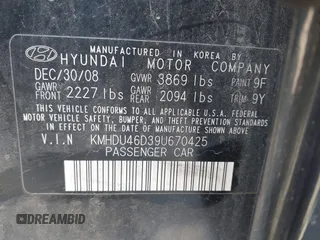 MANUFACTURED IN KOREA BY
HYUNDAI MOTOR COMPANY
DEC/30/08 GVWR 3869 lbs PAINT 9F
GAWR FRONT 2227 lbs GAWR REAR 2094 lbs TRIM 9Y
THIS VEHICLE CONFORMS TO ALL APPLICABLE
FEDERAL MOTOR VEHICLE SAFETY, BUMPER
AND THEFT PREVENTION STANDARDS IN EFFECT
ON THE DATE OF MANUFACTURE SHOWN ABOVE.
V.I.N KMHDU46D39U670425
PASSENGER CAR
© AUTOBIDMASTER